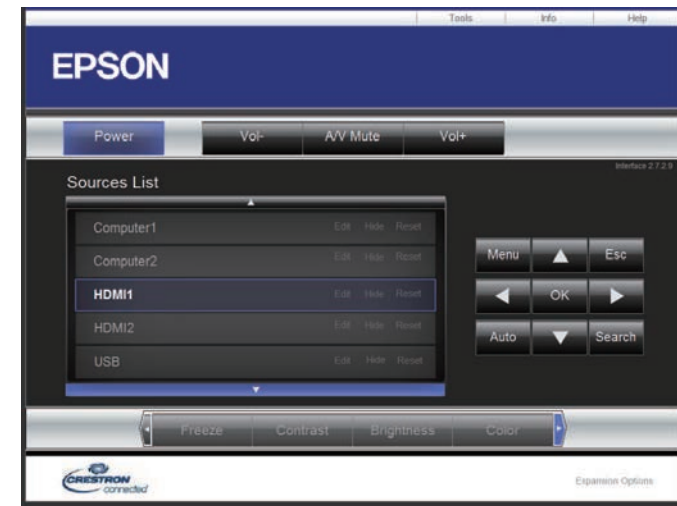 Tools Info Help
EPSON
Power Vol- A/V Mute Vol+
Interface 2.7.2.9
Sources List
Computer1 Edit Hide Reset
Computer2 Edit Hide Reset
HDMI1 Edit Hide Reset
HDMI2 Edit Hide Reset
USB Edit Hide Reset
Menu Esc
OK
Auto Search
Freeze Contrast Brightness Color
CRESTRON
connected
Expansion Options